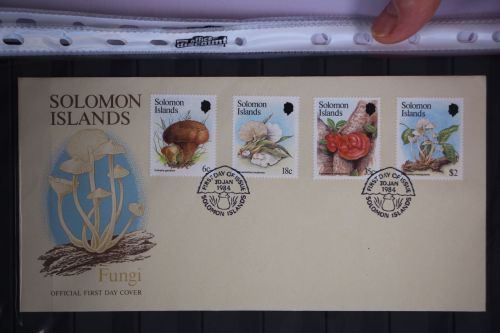 SOLOMON
ISLANDS
Fungi
OFFICIAL FIRST DAY COVER
Solomon
Islands
6c
Solomon
Islands
18c
Solomon
Islands
35c
Solomon
Islands
$2
FIRST DAY OF ISSUE
30 JAN
1984
SOLOMON ISLANDS
FIRST DAY OF ISSUE
30 JAN
1984
SOLOMON ISLANDS